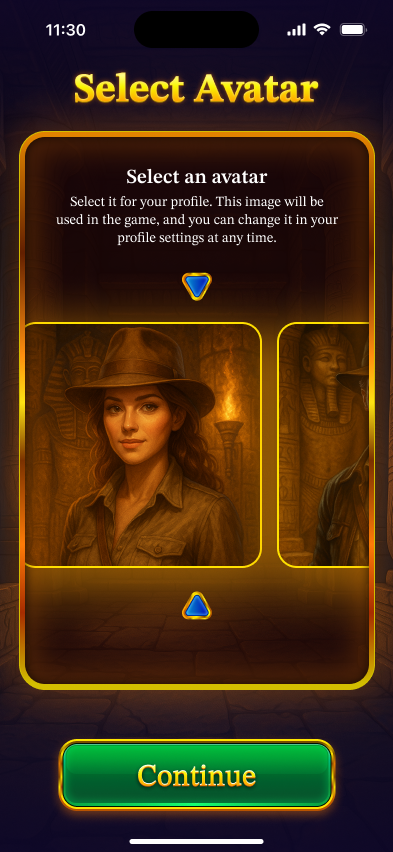 11:30
Select Avatar
Select an avatar
Select it for your profile. This image will be
used in the game, and you can change it in your
profile settings at any time.
Continue